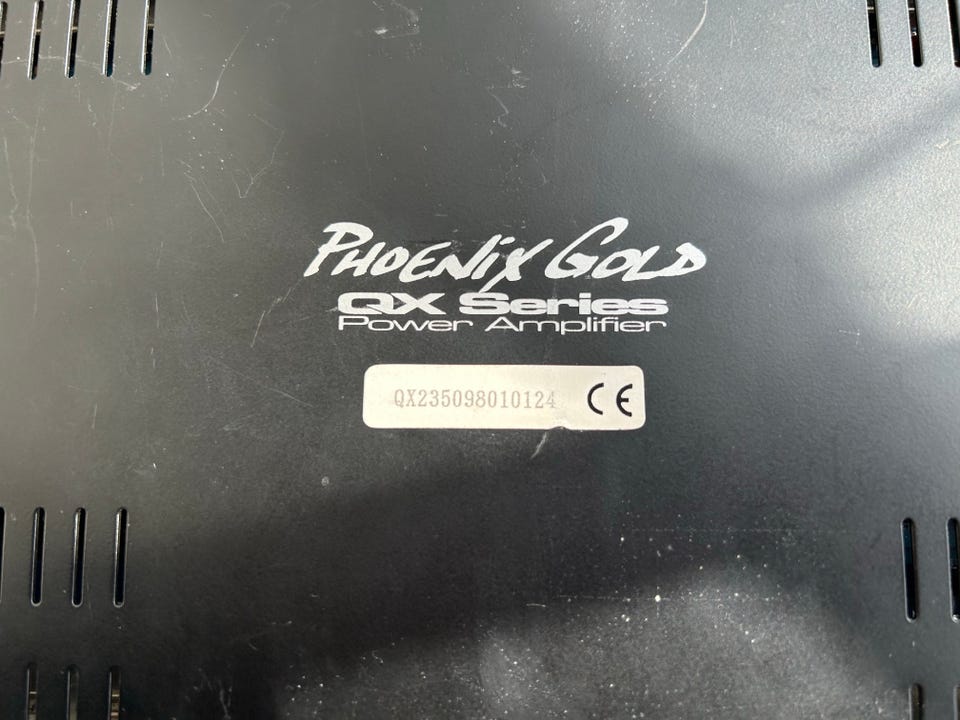 PHOENiX GOLD
QX Series
Power Amplifier
QX235098010124 CE